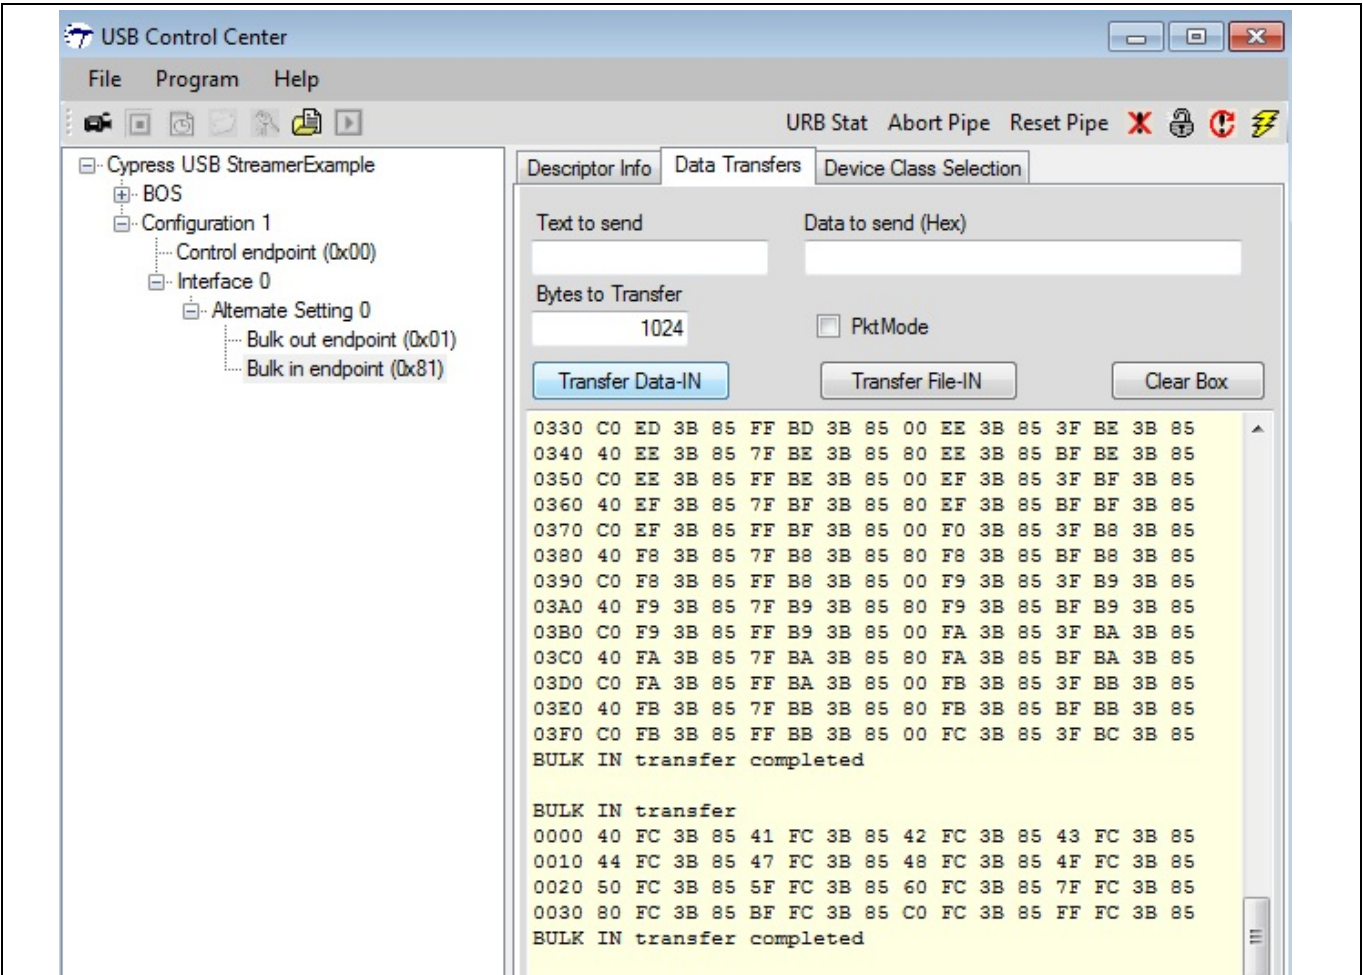 USB Control Center
File Program Help
URB Stat Abort Pipe Reset Pipe
Cypress USB StreamerExample
BOS
Configuration 1
Control endpoint (0x00)
Interface 0
Alternate Setting 0
Bulk out endpoint (0x01)
Bulk in endpoint (0x81)
Descriptor Info Data Transfers Device Class Selection
Text to send Data to send (Hex)
Bytes to Transfer
1024 PktMode
Transfer Data-IN Transfer File-IN Clear Box
0330 C0 ED 3B 85 FF BD 3B 85 00 EE 3B 85 3F BE 3B 85
0340 40 EE 3B 85 7F BE 3B 85 80 EE 3B 85 BF BE 3B 85
0350 C0 EE 3B 85 FF BE 3B 85 00 EF 3B 85 3F BF 3B 85
0360 40 EF 3B 85 7F BF 3B 85 80 EF 3B 85 BF BF 3B 85
0370 C0 EF 3B 85 FF BF 3B 85 00 F0 3B 85 3F B8 3B 85
0380 40 F8 3B 85 7F B8 3B 85 80 F8 3B 85 BF B8 3B 85
0390 C0 F8 3B 85 FF B8 3B 85 00 F9 3B 85 3F B9 3B 85
03A0 40 F9 3B 85 7F B9 3B 85 80 F9 3B 85 BF B9 3B 85
03B0 C0 F9 3B 85 FF B9 3B 85 00 FA 3B 85 3F BA 3B 85
03C0 40 FA 3B 85 7F BA 3B 85 80 FA 3B 85 BF BA 3B 85
03D0 C0 FA 3B 85 FF BA 3B 85 00 FB 3B 85 3F BB 3B 85
03E0 40 FB 3B 85 7F BB 3B 85 80 FB 3B 85 BF BB 3B 85
03F0 C0 FB 3B 85 FF BB 3B 85 00 FC 3B 85 3F BC 3B 85
BULK IN transfer completed
BULK IN transfer
0000 40 FC 3B 85 41 FC 3B 85 42 FC 3B 85 43 FC 3B 85
0010 44 FC 3B 85 47 FC 3B 85 48 FC 3B 85 4F FC 3B 85
0020 50 FC 3B 85 5F FC 3B 85 60 FC 3B 85 7F FC 3B 85
0030 80 FC 3B 85 BF FC 3B 85 C0 FC 3B 85 FF FC 3B 85
BULK IN transfer completed